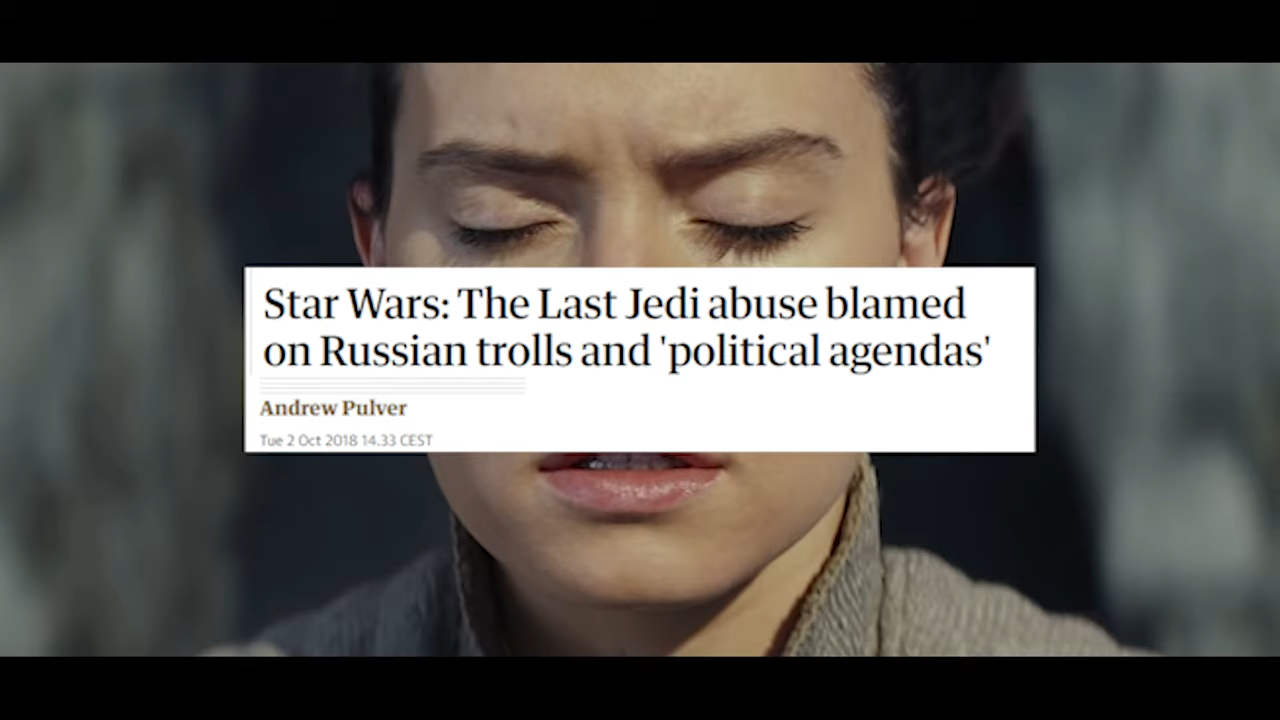 Star Wars: The Last Jedi abuse blamed
on Russian trolls and 'political agendas'
Andrew Pulver
Tue 2 Oct 2018 14.33 CEST